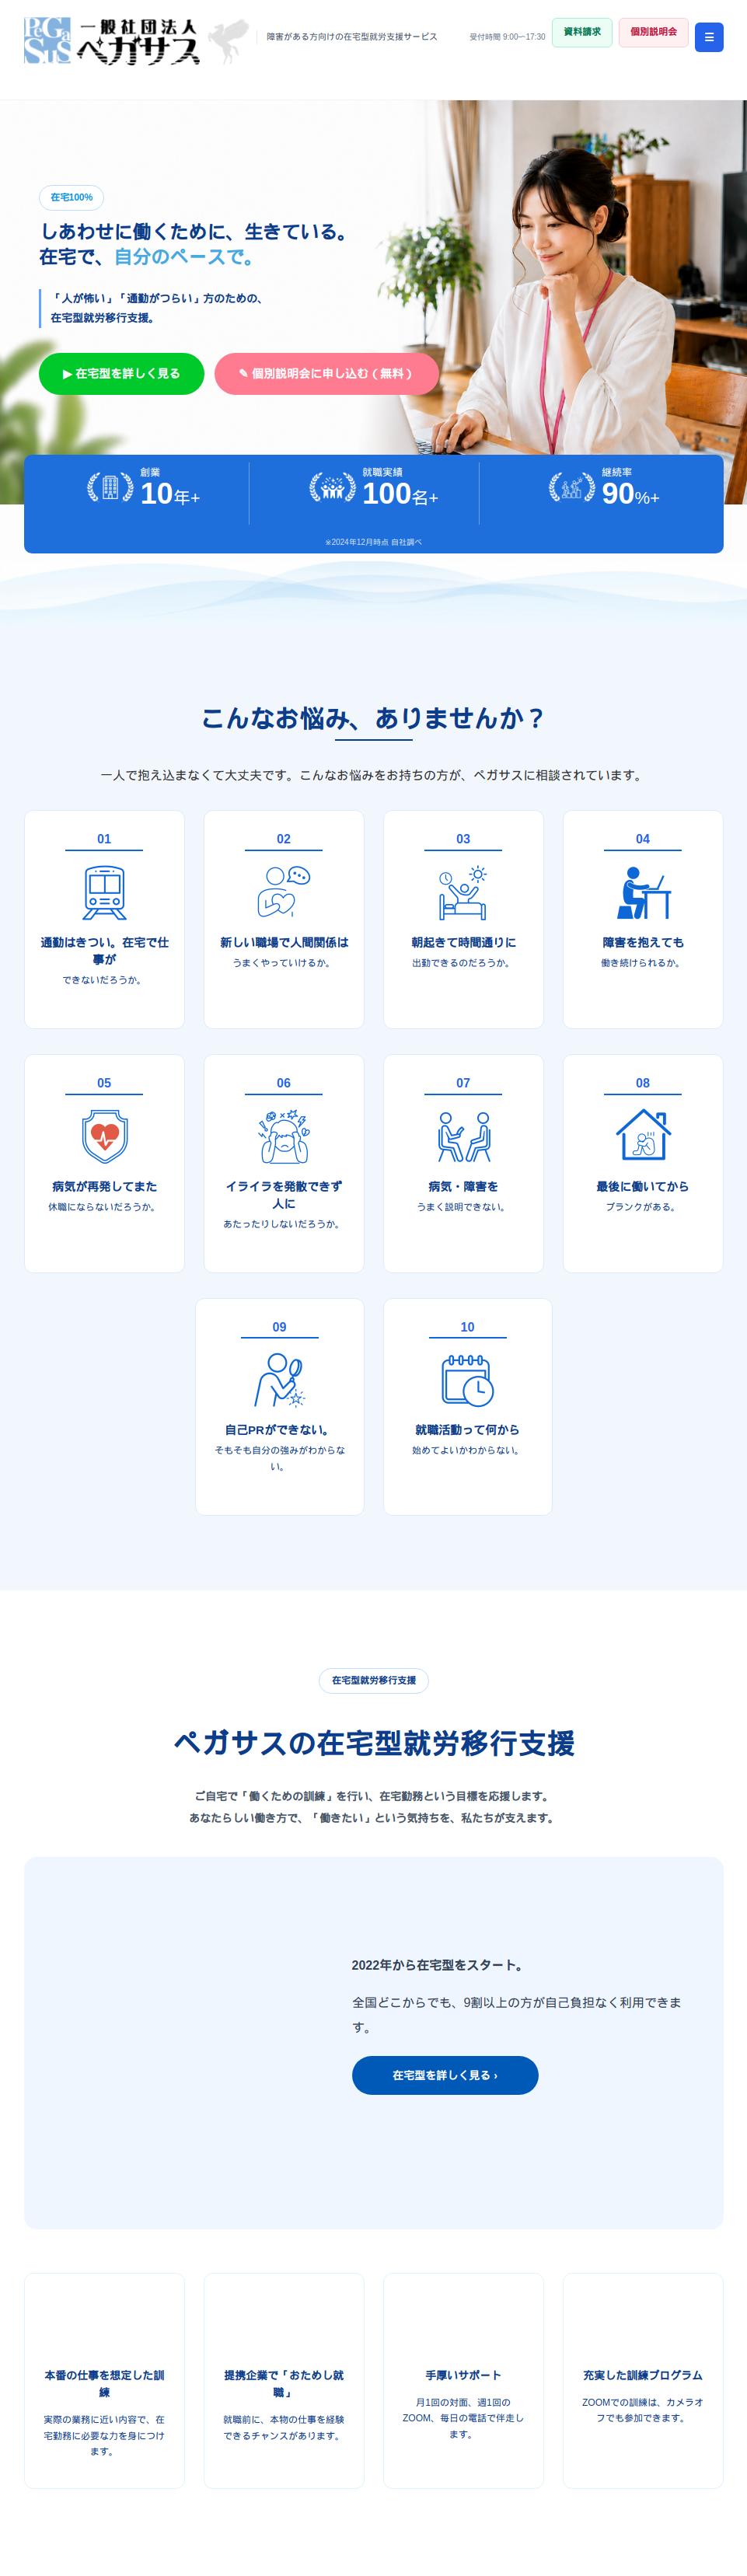 PeGaSuS
一般社団法人
ペガサス
障害がある方向けの在宅型就労支援サービス
受付時間 9:00〜17:30
資料請求
個別説明会
☰
在宅100%
しあわせに働くために、生きている。
在宅で、自分のペースで。
「人が怖い」「通勤がつらい」方のための、
在宅型就労移行支援。
▶ 在宅型を詳しく見る
✎ 個別説明会に申し込む（無料）
創業
10年+
就職実績
100名+
継続率
90%+
※2024年12月時点 自社調べ
こんなお悩み、ありませんか？
一人で抱え込まなくて大丈夫です。こんなお悩みをお持ちの方が、ペガサスに相談されています。
01
通勤はきつい。在宅で仕
事が
できないだろうか。
02
新しい職場で人間関係は
うまくやっていけるか。
03
朝起きて時間通りに
出勤できるのだろうか。
04
障害を抱えても
働き続けられるか。
05
病気が再発してまた
休職にならないだろうか。
06
イライラを発散できず
人に
あたったりしないだろうか。
07
病気・障害を
うまく説明できない。
08
最後に働いてから
ブランクがある。
09
自己PRができない。
そもそも自分の強みがわからな
い。
10
就職活動って何から
始めてよいかわからない。
在宅型就労移行支援
ペガサスの在宅型就労移行支援
ご自宅で「働くための訓練」を行い、在宅勤務という目標を応援します。
あなたらしい働き方で、「働きたい」という気持ちを、私たちが支えます。
2022年から在宅型をスタート。
全国どこからでも、9割以上の方が自己負担なく利用できま
す。
在宅型を詳しく見る ›
本番の仕事を想定した訓
練
実際の業務に近い内容で、在
宅勤務に必要な力を身につけ
ます。
提携企業で「おためし就
職」
就職前に、本物の仕事を経験
できるチャンスがあります。
手厚いサポート
月1回の対面、週1回の
ZOOM、毎日の電話で伴走し
ます。
充実した訓練プログラム
ZOOMでの訓練は、カメラオ
フでも参加できます。